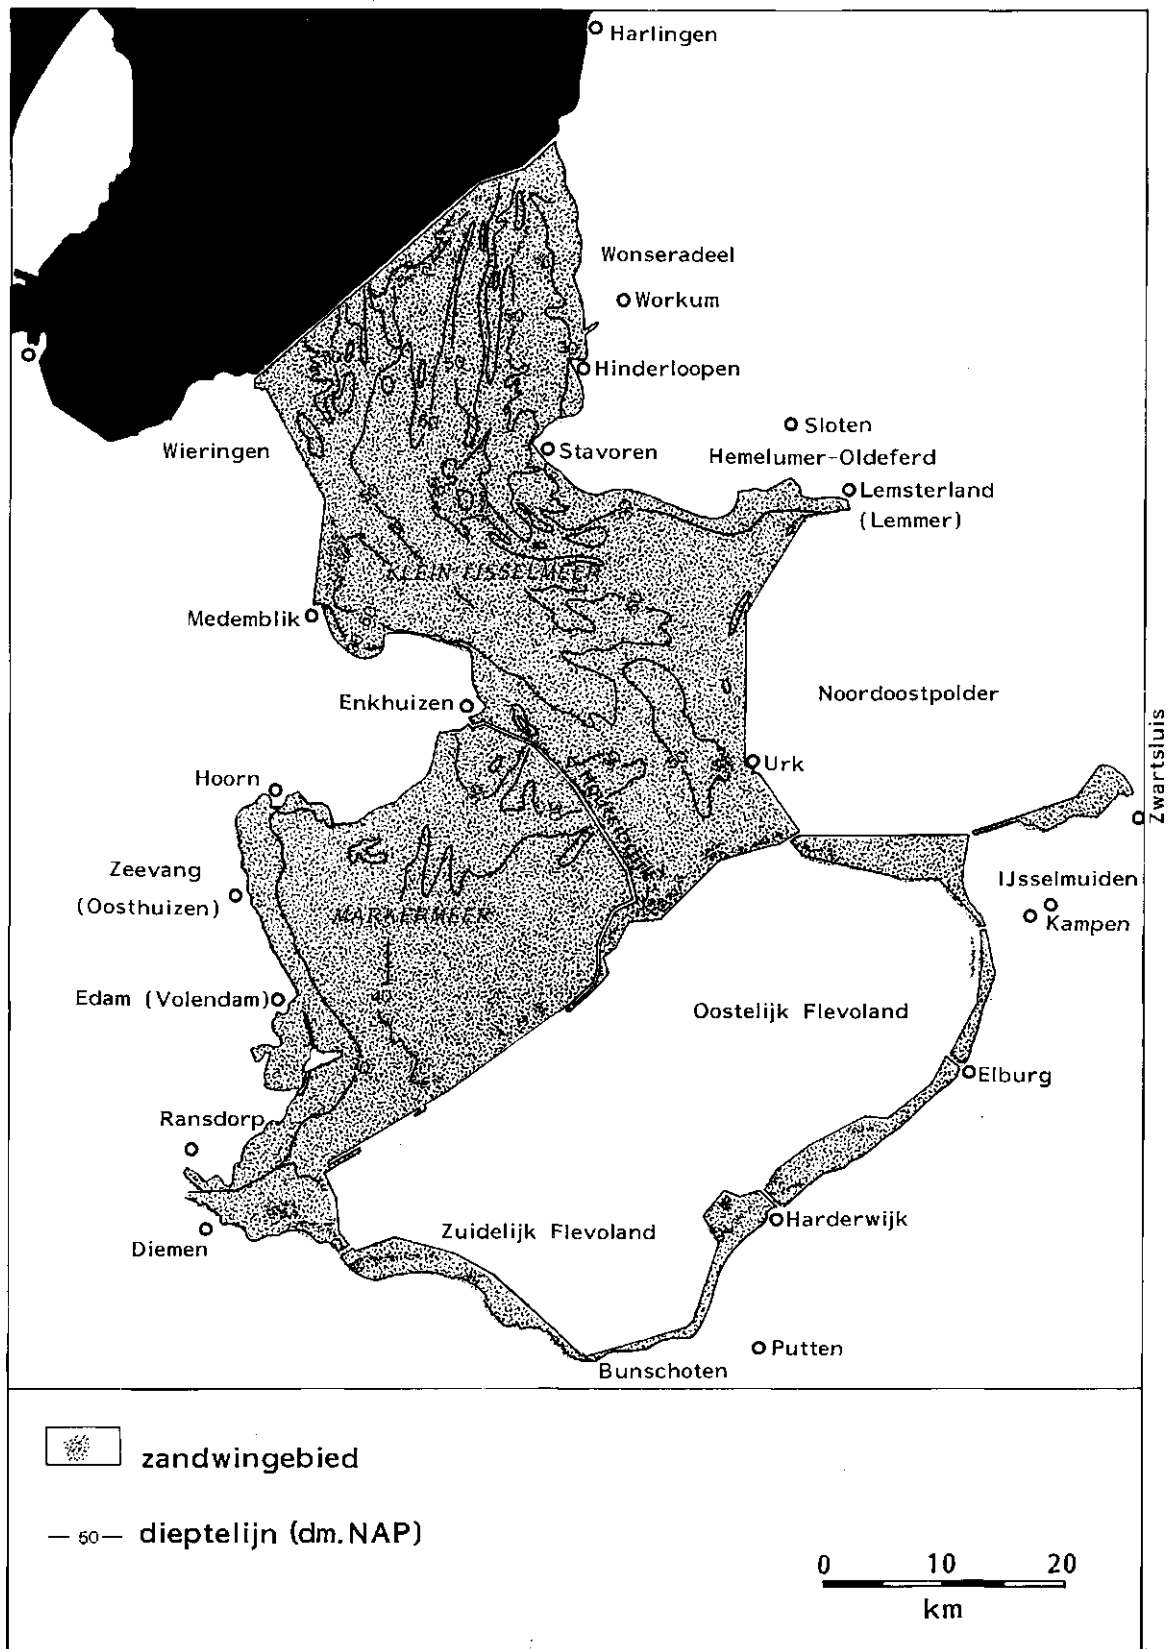 Harlingen
Wonseradeel
Workum
Hinderloopen
Sloten
Wieringen
Stavoren
Hemelumer-Oldeferd
Lemsterland
(Lemmer)
KLEIN IJSSELMEER
Medemblik
Enkhuizen
Noordoostpolder
Zwartsluis
Urk
Hoorn
Zeevang
(Oosthuizen)
IJsselmuiden
Kampen
MARKERMEER
Edam (Volendam)
Oostelijk Flevoland
Elburg
Ransdorp
Harderwijk
Diemen
Zuidelijk Flevoland
Putten
Bunschoten
zandwingebied
— 50 — dieptelijn (dm. NAP)
0 10 20
km